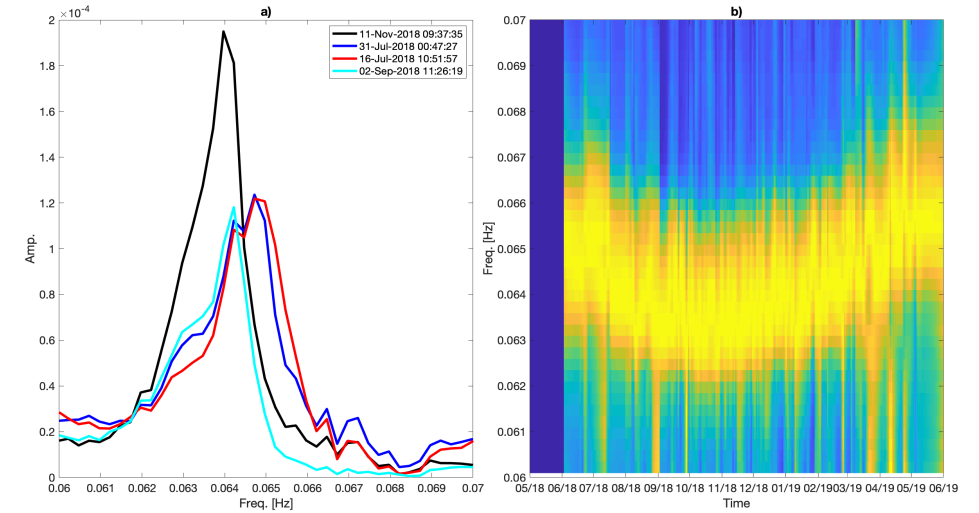 a)
×10⁻⁴
2
1.8
1.6
1.4
1.2
1
0.8
0.6
0.4
0.2
0
Amp.
11-Nov-2018 09:37:35
31-Jul-2018 00:47:27
16-Jul-2018 10:51:57
02-Sep-2018 11:26:19
0.06 0.061 0.062 0.063 0.064 0.065 0.066 0.067 0.068 0.069 0.07
Freq. [Hz]
b)
0.07
0.069
0.068
0.067
0.066
0.065
0.064
0.063
0.062
0.061
0.06
Freq. [Hz]
05/18 06/18 07/18 08/18 09/18 10/18 11/18 12/18 01/19 02/19 03/19 04/19 05/19 06/19
Time